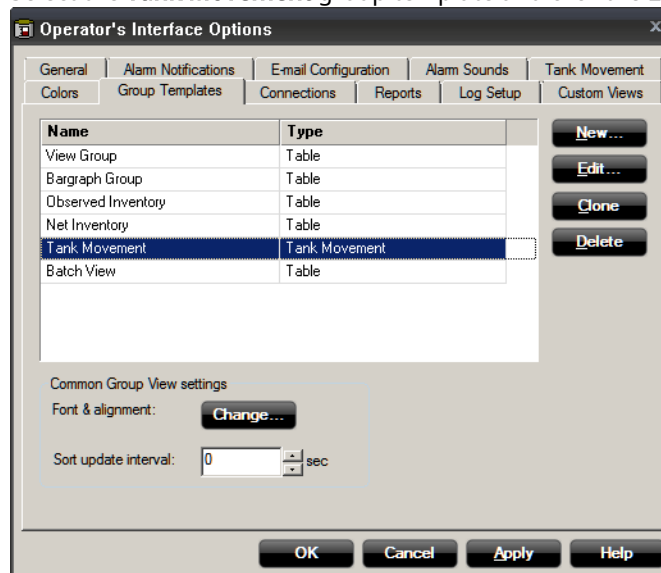 Operator's Interface Options x
General Alarm Notifications E-mail Configuration Alarm Sounds Tank Movement
Colors Group Templates Connections Reports Log Setup Custom Views
Name Type
View Group Table
Bargraph Group Table
Observed Inventory Table
Net Inventory Table
Tank Movement Tank Movement
Batch View Table
New...
Edit...
Clone
Delete
Common Group View settings
Font & alignment: Change...
Sort update interval: 0 sec
OK Cancel Apply Help